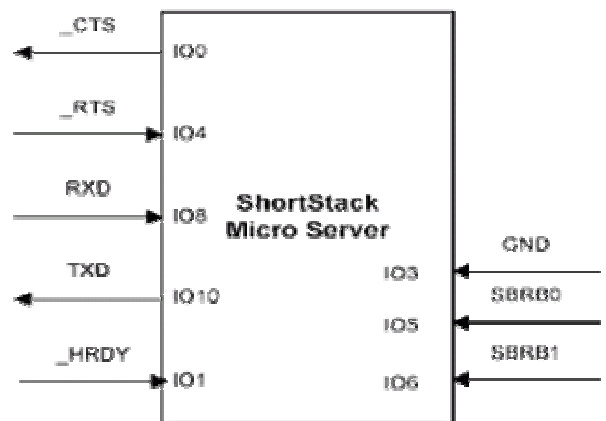 _CTS
IO0
_RTS
IO4
RXD
IO8
ShortStack
Micro Server
GND
TXD
IO3
IO10
SBRB0
IO5
_HRDY
SBRB1
IO1
IO6